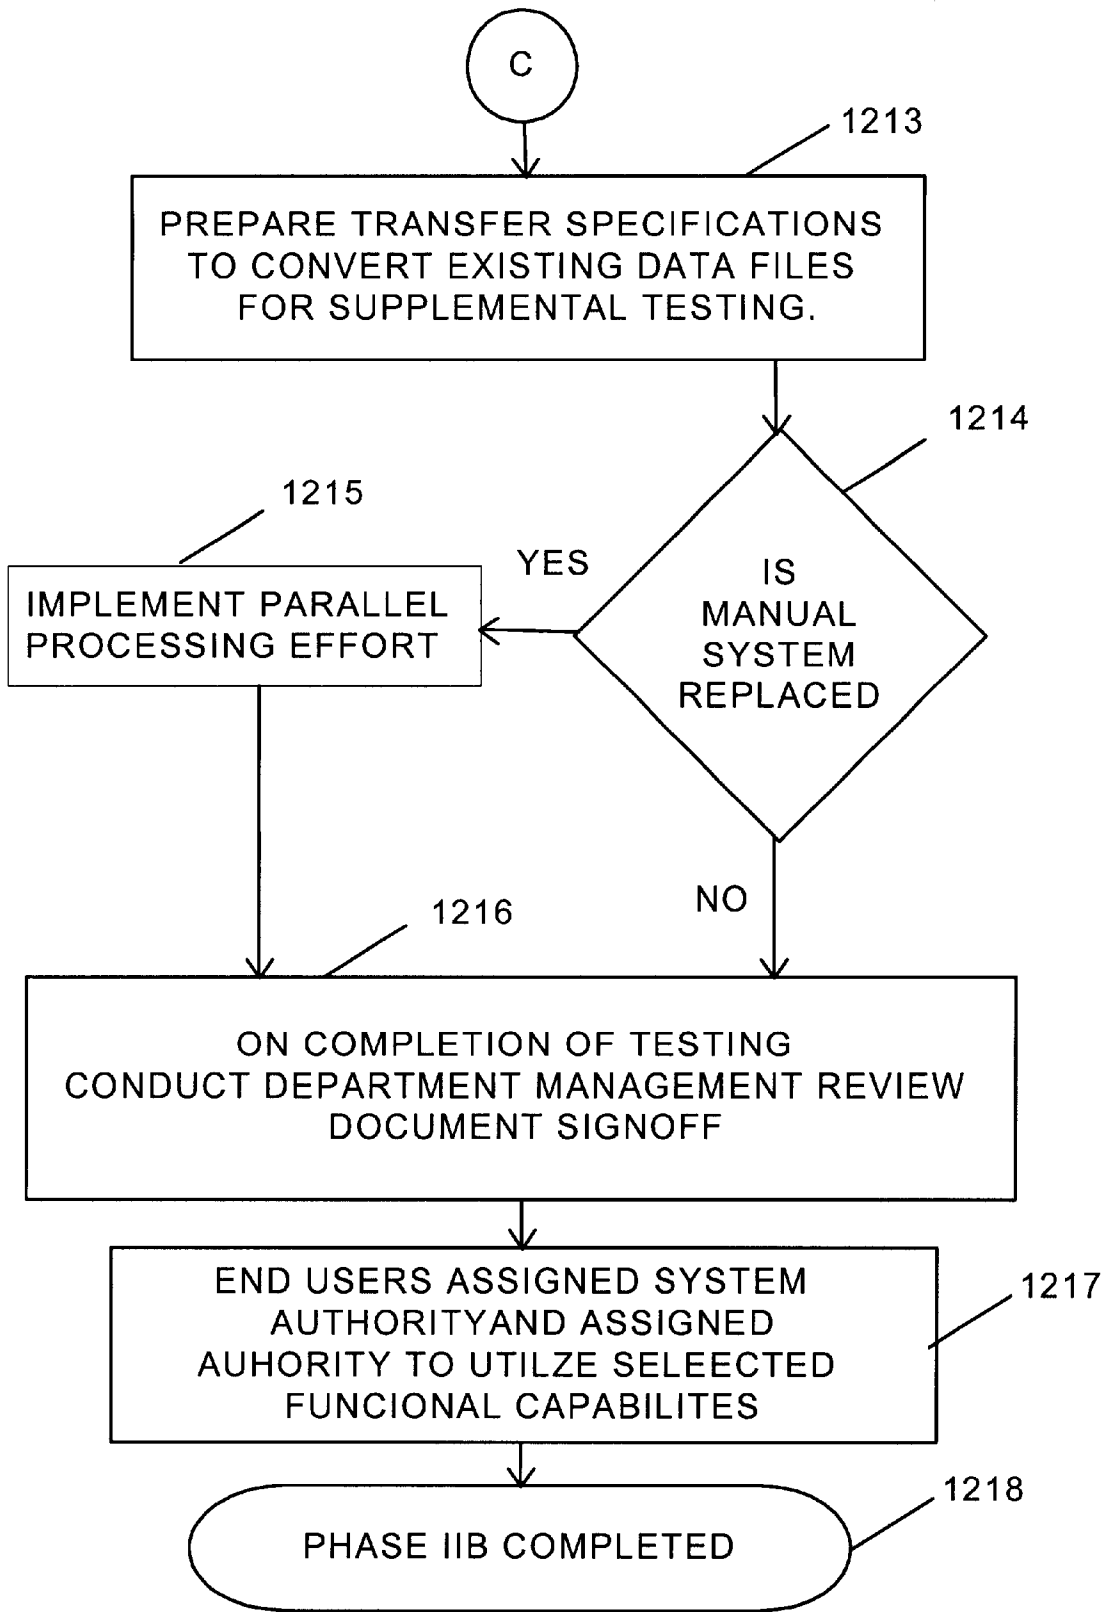 C
1213
PREPARE TRANSFER SPECIFICATIONS
TO CONVERT EXISTING DATA FILES
FOR SUPPLEMENTAL TESTING.
1214
IS
MANUAL
SYSTEM
REPLACED
YES
1215
IMPLEMENT PARALLEL
PROCESSING EFFORT
NO
1216
ON COMPLETION OF TESTING
CONDUCT DEPARTMENT MANAGEMENT REVIEW
DOCUMENT SIGNOFF
1217
END USERS ASSIGNED SYSTEM
AUTHORITYAND ASSIGNED
AUHORITY TO UTILZE SELEECTED
FUNCIONAL CAPABILITES
1218
PHASE IIB COMPLETED